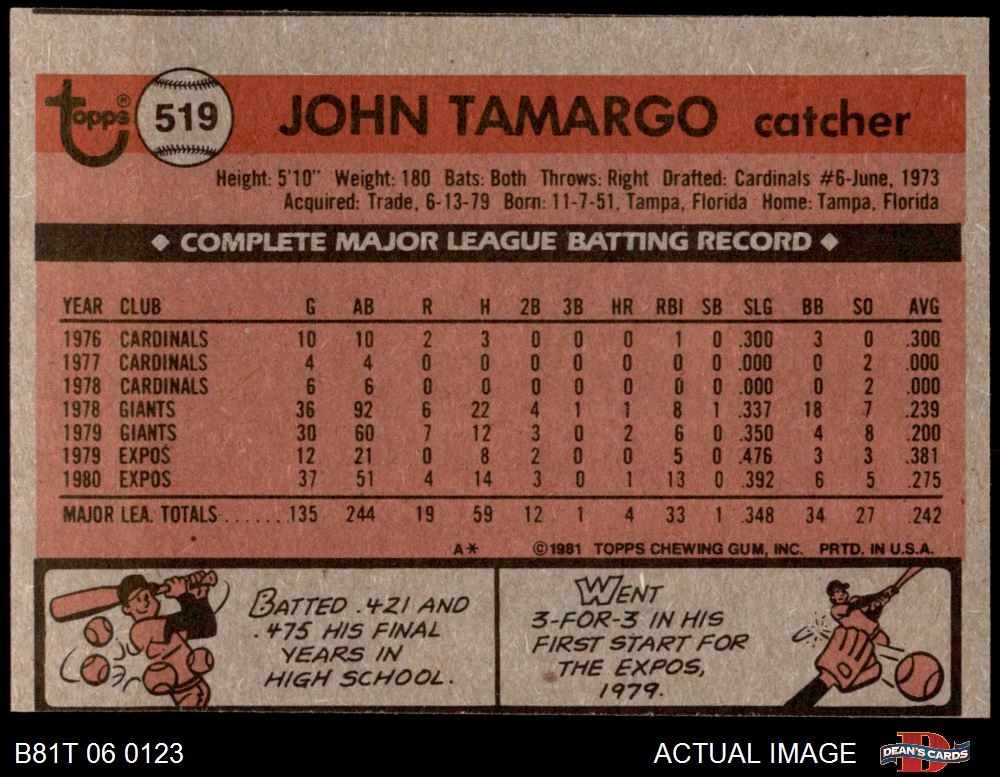 topps® 519 JOHN TAMARGO catcher
Height: 5'10" Weight: 180 Bats: Both Throws: Right Drafted: Cardinals #6-June, 1973
Acquired: Trade, 6-13-79 Born: 11-7-51, Tampa, Florida Home: Tampa, Florida
◆ COMPLETE MAJOR LEAGUE BATTING RECORD ◆
YEAR CLUB G AB R H 2B 3B HR RBI SB SLG BB SO AVG
1976 CARDINALS 10 10 2 3 0 0 0 1 0 .300 3 0 .300
1977 CARDINALS 4 4 0 0 0 0 0 0 0 .000 0 2 .000
1978 CARDINALS 6 6 0 0 0 0 0 0 0 .000 0 2 .000
1978 GIANTS 36 92 6 22 4 1 1 8 1 .337 18 7 .239
1979 GIANTS 30 60 7 12 3 0 2 6 0 .350 4 8 .200
1979 EXPOS 12 21 0 8 2 0 0 5 0 .476 3 3 .381
1980 EXPOS 37 51 4 14 3 0 1 13 0 .392 6 5 .275
MAJOR LEA. TOTALS.......135 244 19 59 12 1 4 33 1 .348 34 27 .242
A* ©1981 TOPPS CHEWING GUM, INC. PRTD. IN U.S.A.
BATTED .421 AND
.475 HIS FINAL
YEARS IN
HIGH SCHOOL.
WENT
3-FOR-3 IN HIS
FIRST START FOR
THE EXPOS,
1979.
B81T 06 0123 ACTUAL IMAGE DEAN'S CARDS